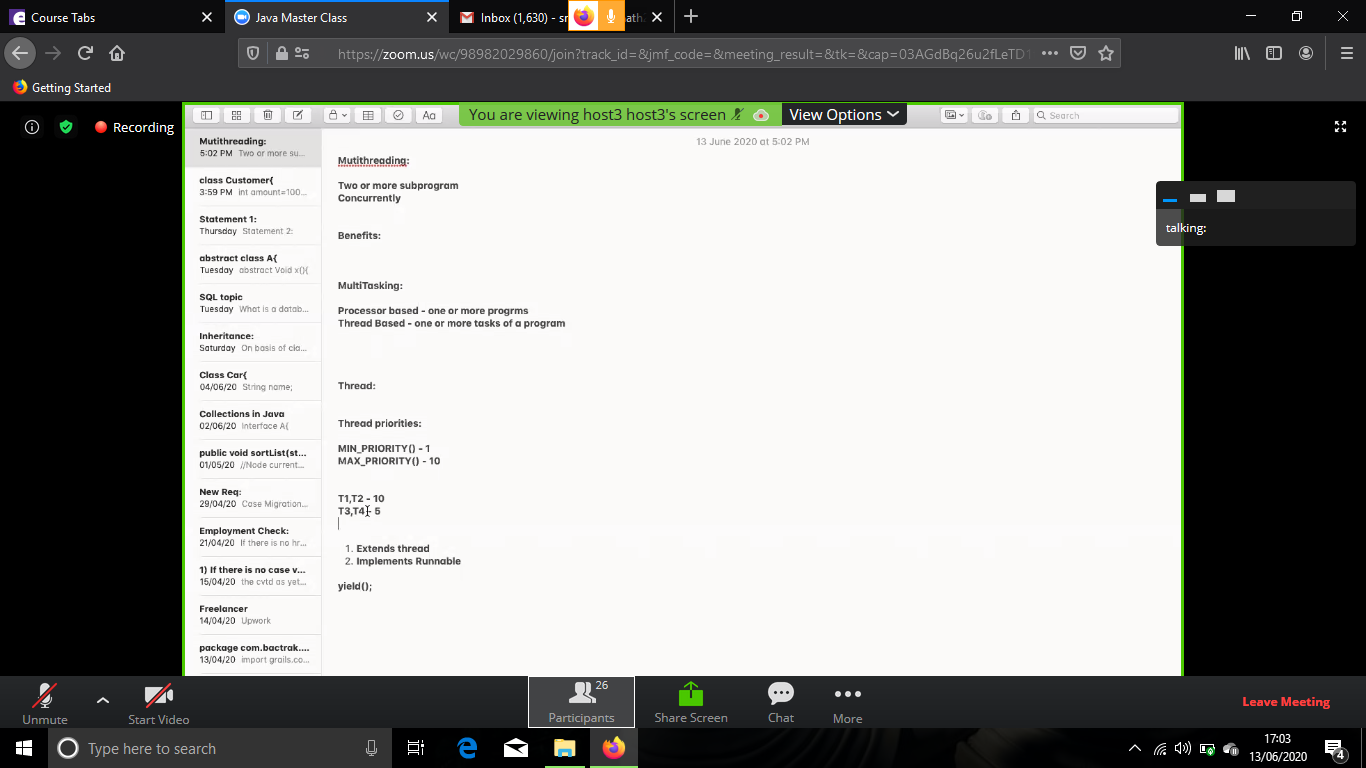 Course Tabs
Java Master Class
Inbox (1,630) - sr
ath
https://zoom.us/wc/98982029860/join?track_id=&jmf_code=&meeting_result=&tk=&cap=03AGdBq26u2fLeTD1
Getting Started
Recording
You are viewing host3 host3's screen
View Options
Aa
Search
Mutithreading:
5:02 PM Two or more su...
class Customer{
3:59 PM int amount=100...
Statement 1:
Thursday Statement 2:
abstract class A{
Tuesday abstract Void x(){
SQL topic
Tuesday What is a datab...
Inheritance:
Saturday On basis of cla...
Class Car{
04/06/20 String name;
Collections in Java
02/06/20 Interface A{
public void sortList(st...
01/05/20 //Node current...
New Req:
29/04/20 Case Migration...
Employment Check:
21/04/20 If there is no hr...
1) If there is no case v...
15/04/20 the cvtd as yet...
Freelancer
14/04/20 Upwork
package com.bactrak....
13/04/20 import grails.co...
13 June 2020 at 5:02 PM
Mutithreading:
Two or more subprogram
Concurrently
Benefits:
MultiTasking:
Processor based - one or more progrms
Thread Based - one or more tasks of a program
Thread:
Thread priorities:
MIN_PRIORITY() - 1
MAX_PRIORITY() - 10
T1,T2 - 10
T3,T4 - 5
1. Extends thread
2. Implements Runnable
yield();
talking:
Unmute
Start Video
26
Participants
Share Screen
Chat
More
Leave Meeting
Type here to search
17:03
13/06/2020
4